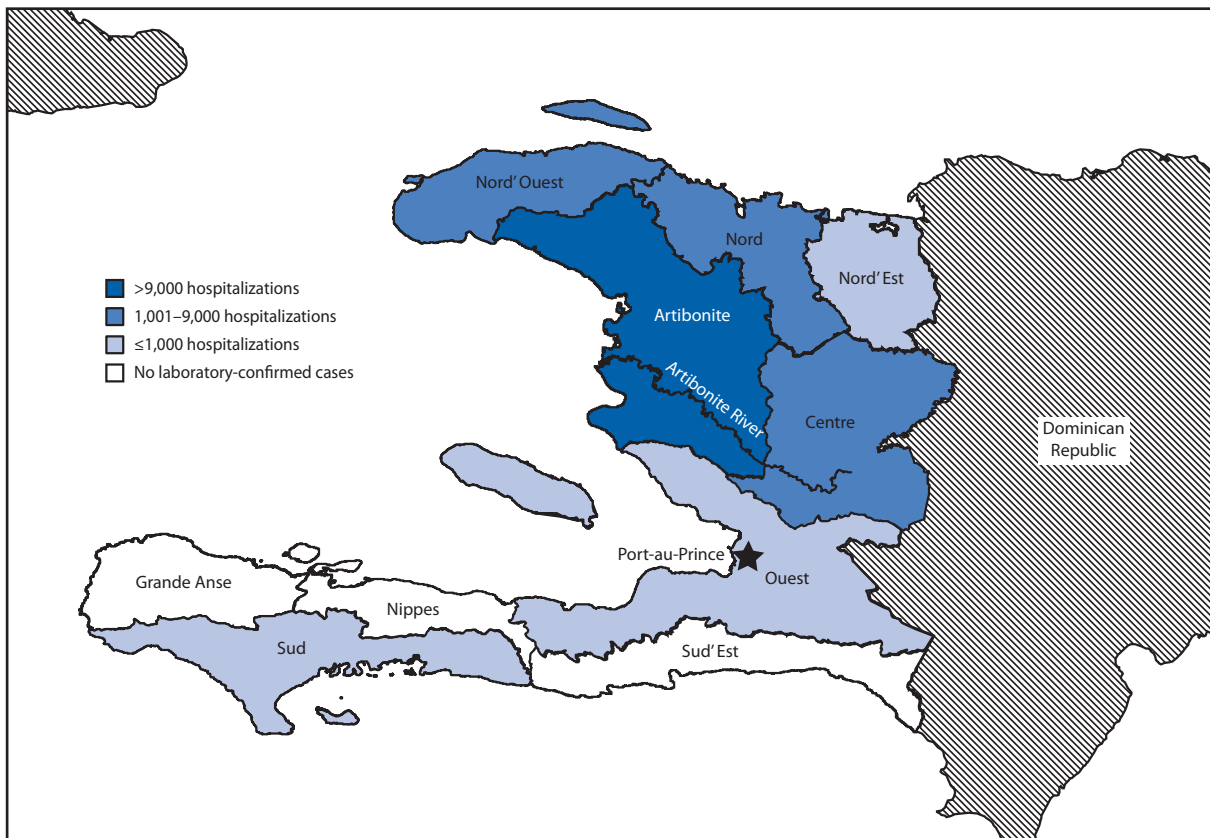 Nord' Ouest
Nord
Nord' Est
>9,000 hospitalizations
1,001–9,000 hospitalizations
≤1,000 hospitalizations
No laboratory-confirmed cases
Artibonite
Artibonite River
Centre
Dominican
Republic
Port-au-Prince
Ouest
Grande Anse
Nippes
Sud
Sud' Est